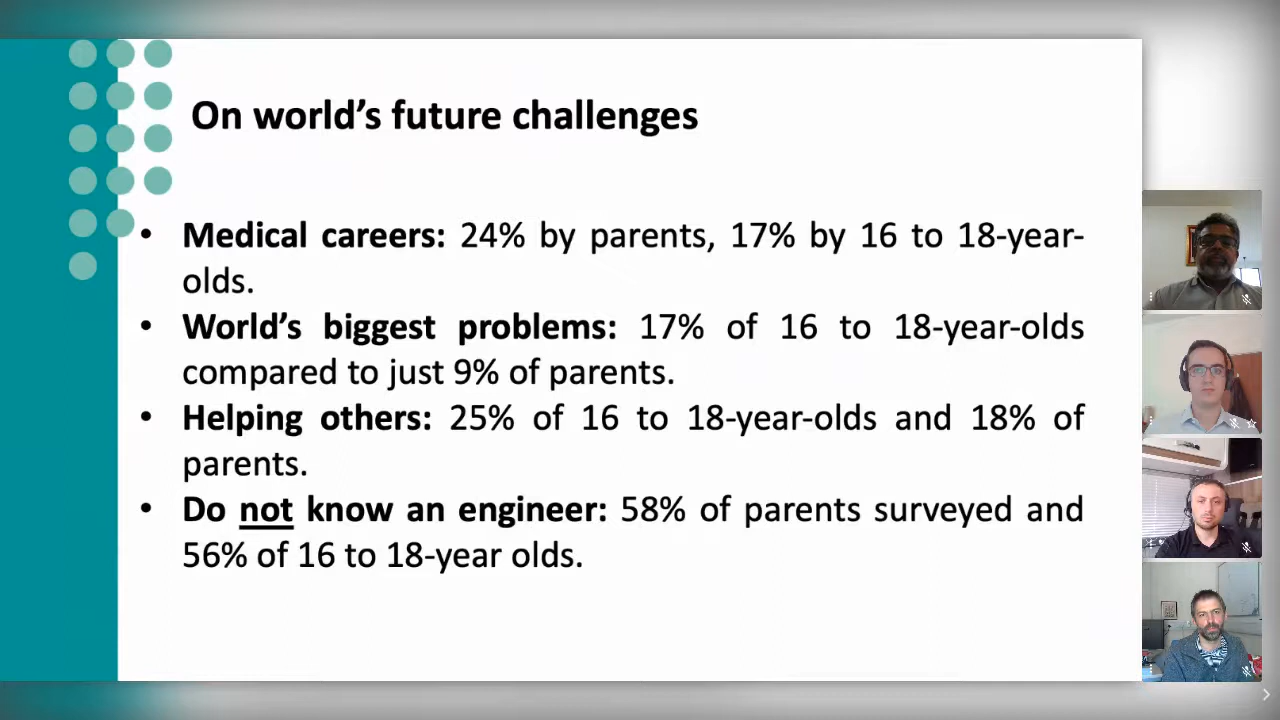 On world’s future challenges
• Medical careers: 24% by parents, 17% by 16 to 18-year-
olds.
• World’s biggest problems: 17% of 16 to 18-year-olds
compared to just 9% of parents.
• Helping others: 25% of 16 to 18-year-olds and 18% of
parents.
• Do not know an engineer: 58% of parents surveyed and
56% of 16 to 18-year olds.